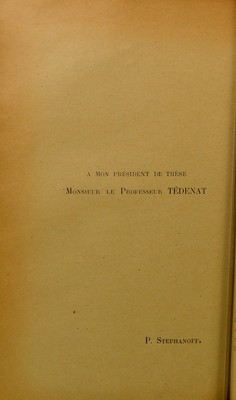 A MON PRÉSIDENT DE THÈSE
MONSIEUR LE PROFESSEUR TÉDENAT
P. STEPHANOFF.